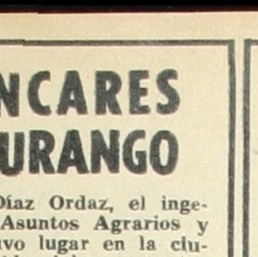 NCARES
URANGO
Díaz Ordaz, el inge-
Asuntos Agrarios y
vo lugar en la ciu-